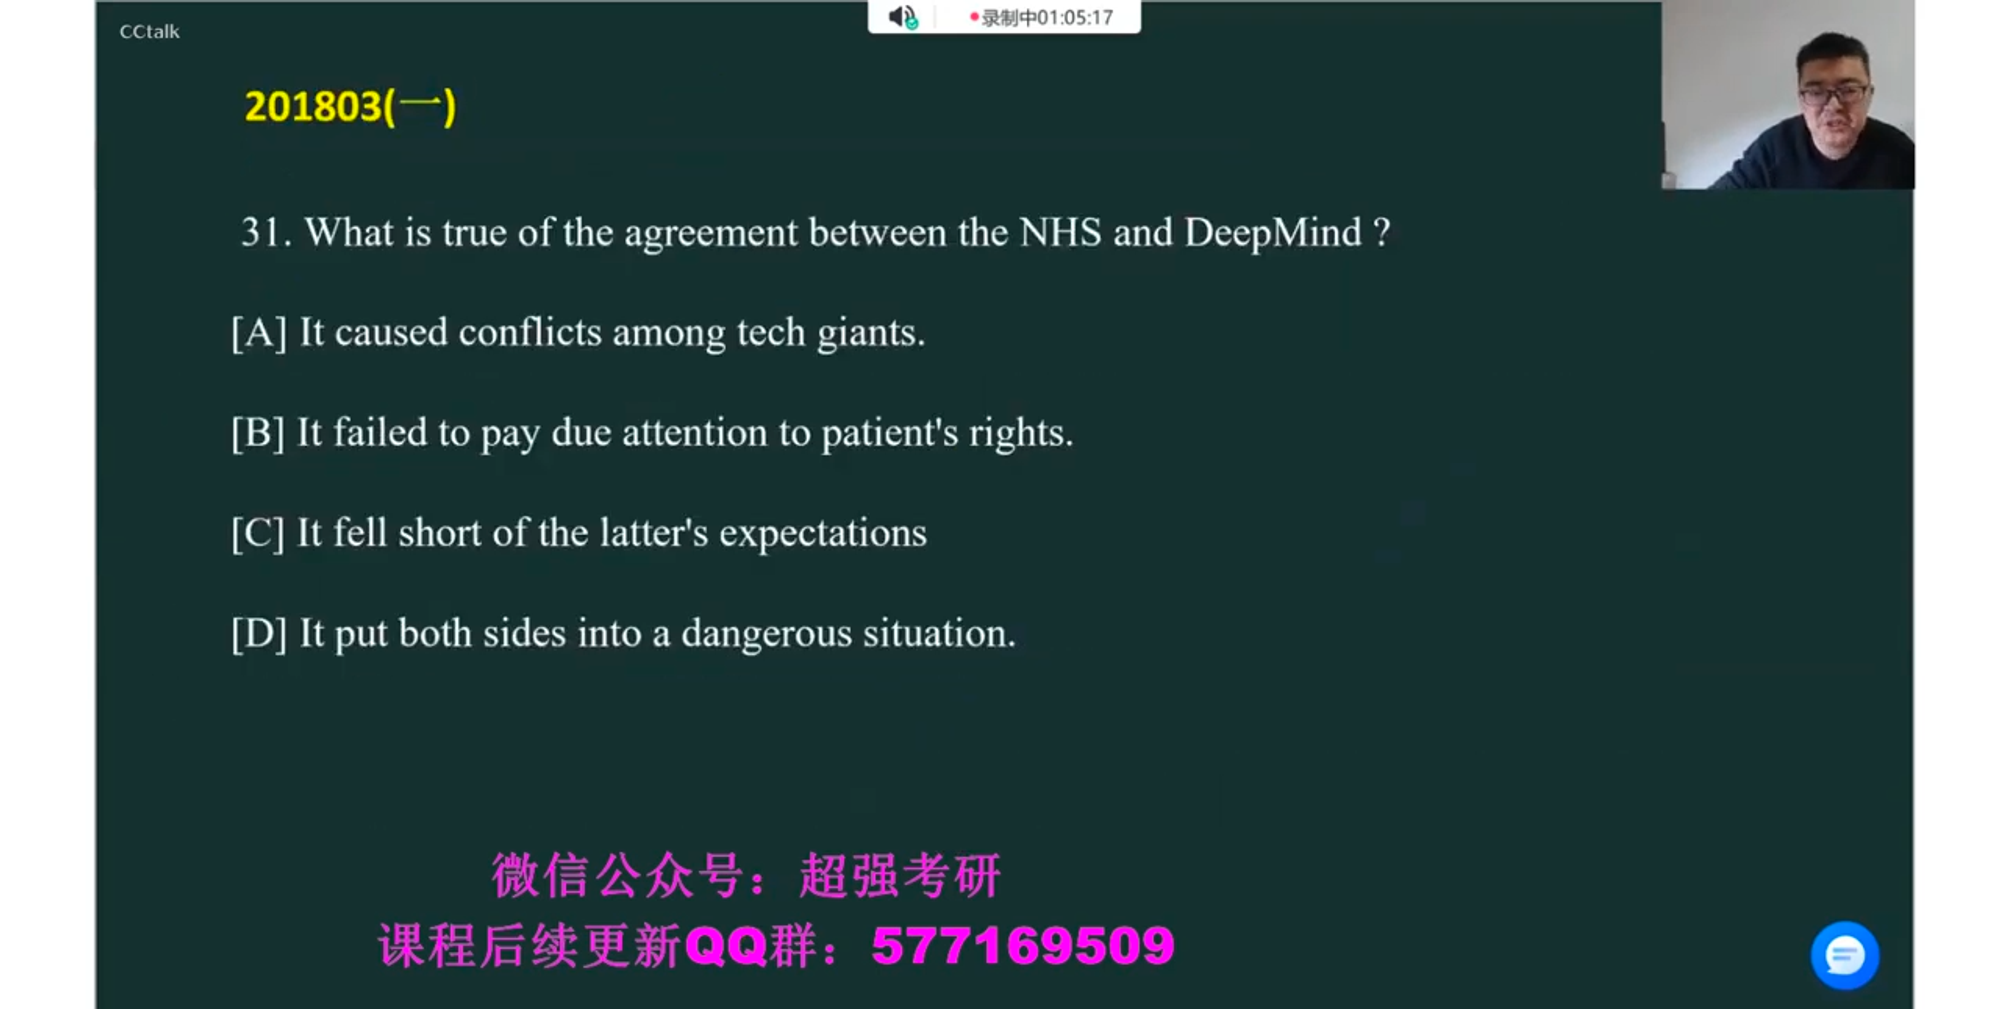 CCtalk
录制中01:05:17
201803(一)
31. What is true of the agreement between the NHS and DeepMind ?
[A] It caused conflicts among tech giants.
[B] It failed to pay due attention to patient's rights.
[C] It fell short of the latter's expectations
[D] It put both sides into a dangerous situation.
微信公众号：超强考研
课程后续更新QQ群：577169509